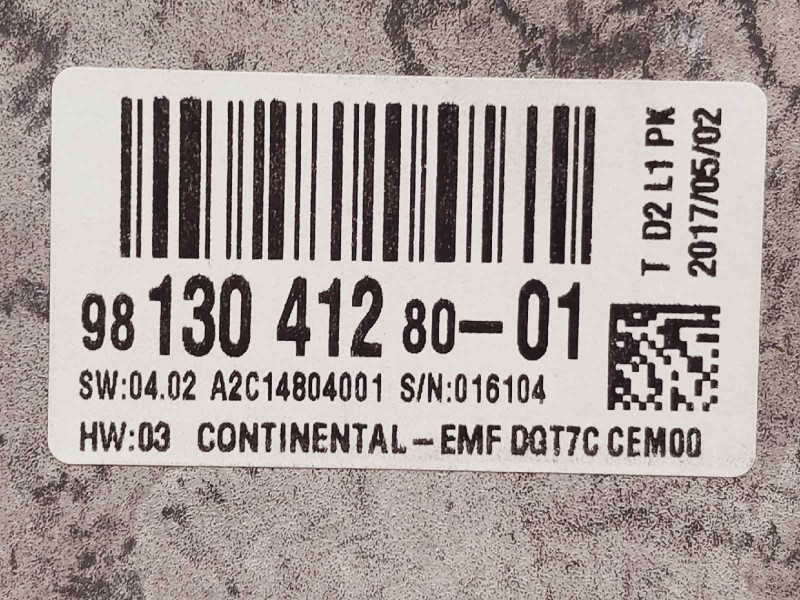 98 130 412 80-01
SW:04.02 A2C14804001 S/N:016104
HW:03 CONTINENTAL-EMF DGT7C CEM00
T D2 L1 PK
2017/05/02